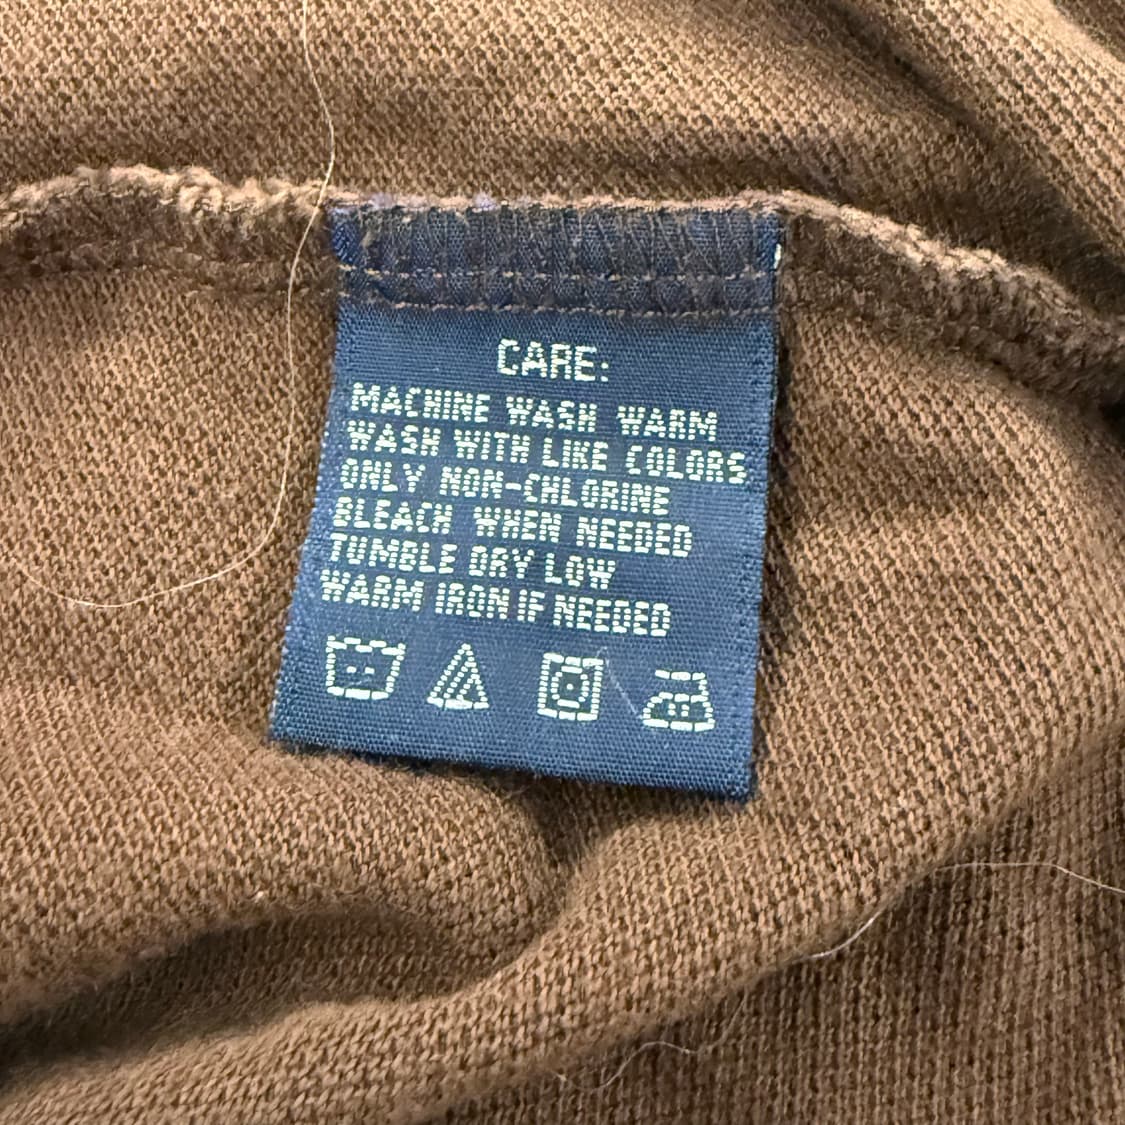 CARE:
MACHINE WASH WARM
WASH WITH LIKE COLORS
ONLY NON-CHLORINE
BLEACH WHEN NEEDED
TUMBLE DRY LOW
WARM IRON IF NEEDED